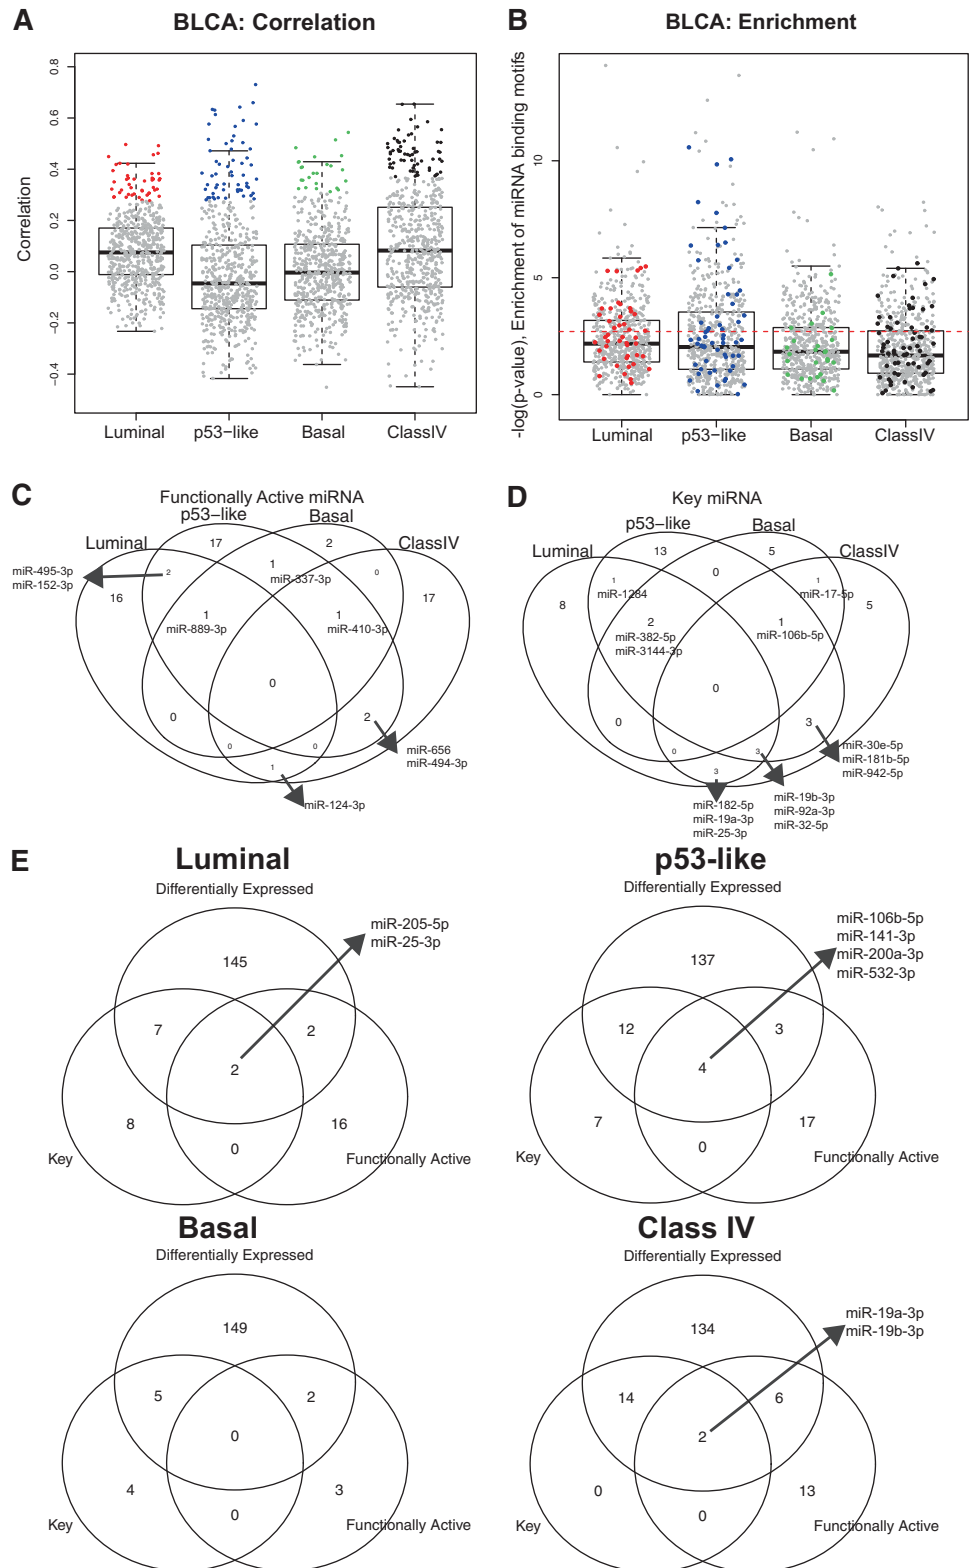 A
BLCA: Correlation
Correlation
0.8
0.6
0.4
0.2
0.0
−0.2
−0.4
Luminal p53−like Basal ClassIV
B
BLCA: Enrichment
-log(p-value), Enrichment of miRNA binding motifs
10
5
0
Luminal p53−like Basal ClassIV
C
Functionally Active miRNA
p53−like
Basal
Luminal
ClassIV
miR-495-3p
miR-152-3p
2
17
1
miR-337-3p
2
0
16
17
1
miR-889-3p
1
miR-410-3p
0
0
2
miR-656
miR-494-3p
0
0
1
miR-124-3p
D
Key miRNA
p53−like
Basal
Luminal
ClassIV
13
5
0
1
miR-1284
1
miR-17-5p
8
5
2
miR-382-5p
miR-3144-3p
1
miR-106b-5p
0
0
3
miR-30e-5p
miR-181b-5p
miR-942-5p
0
3
miR-19b-3p
miR-92a-3p
miR-32-5p
3
miR-182-5p
miR-19a-3p
miR-25-3p
E
Luminal
Differentially Expressed
miR-205-5p
miR-25-3p
145
7
2
2
8
16
0
Key
Functionally Active
p53-like
Differentially Expressed
miR-106b-5p
miR-141-3p
miR-200a-3p
miR-532-3p
137
12
3
4
7
17
0
Key
Functionally Active
Basal
Differentially Expressed
149
5
2
0
4
3
0
Key
Functionally Active
Class IV
Differentially Expressed
miR-19a-3p
miR-19b-3p
134
14
6
2
0
13
0
Key
Functionally Active